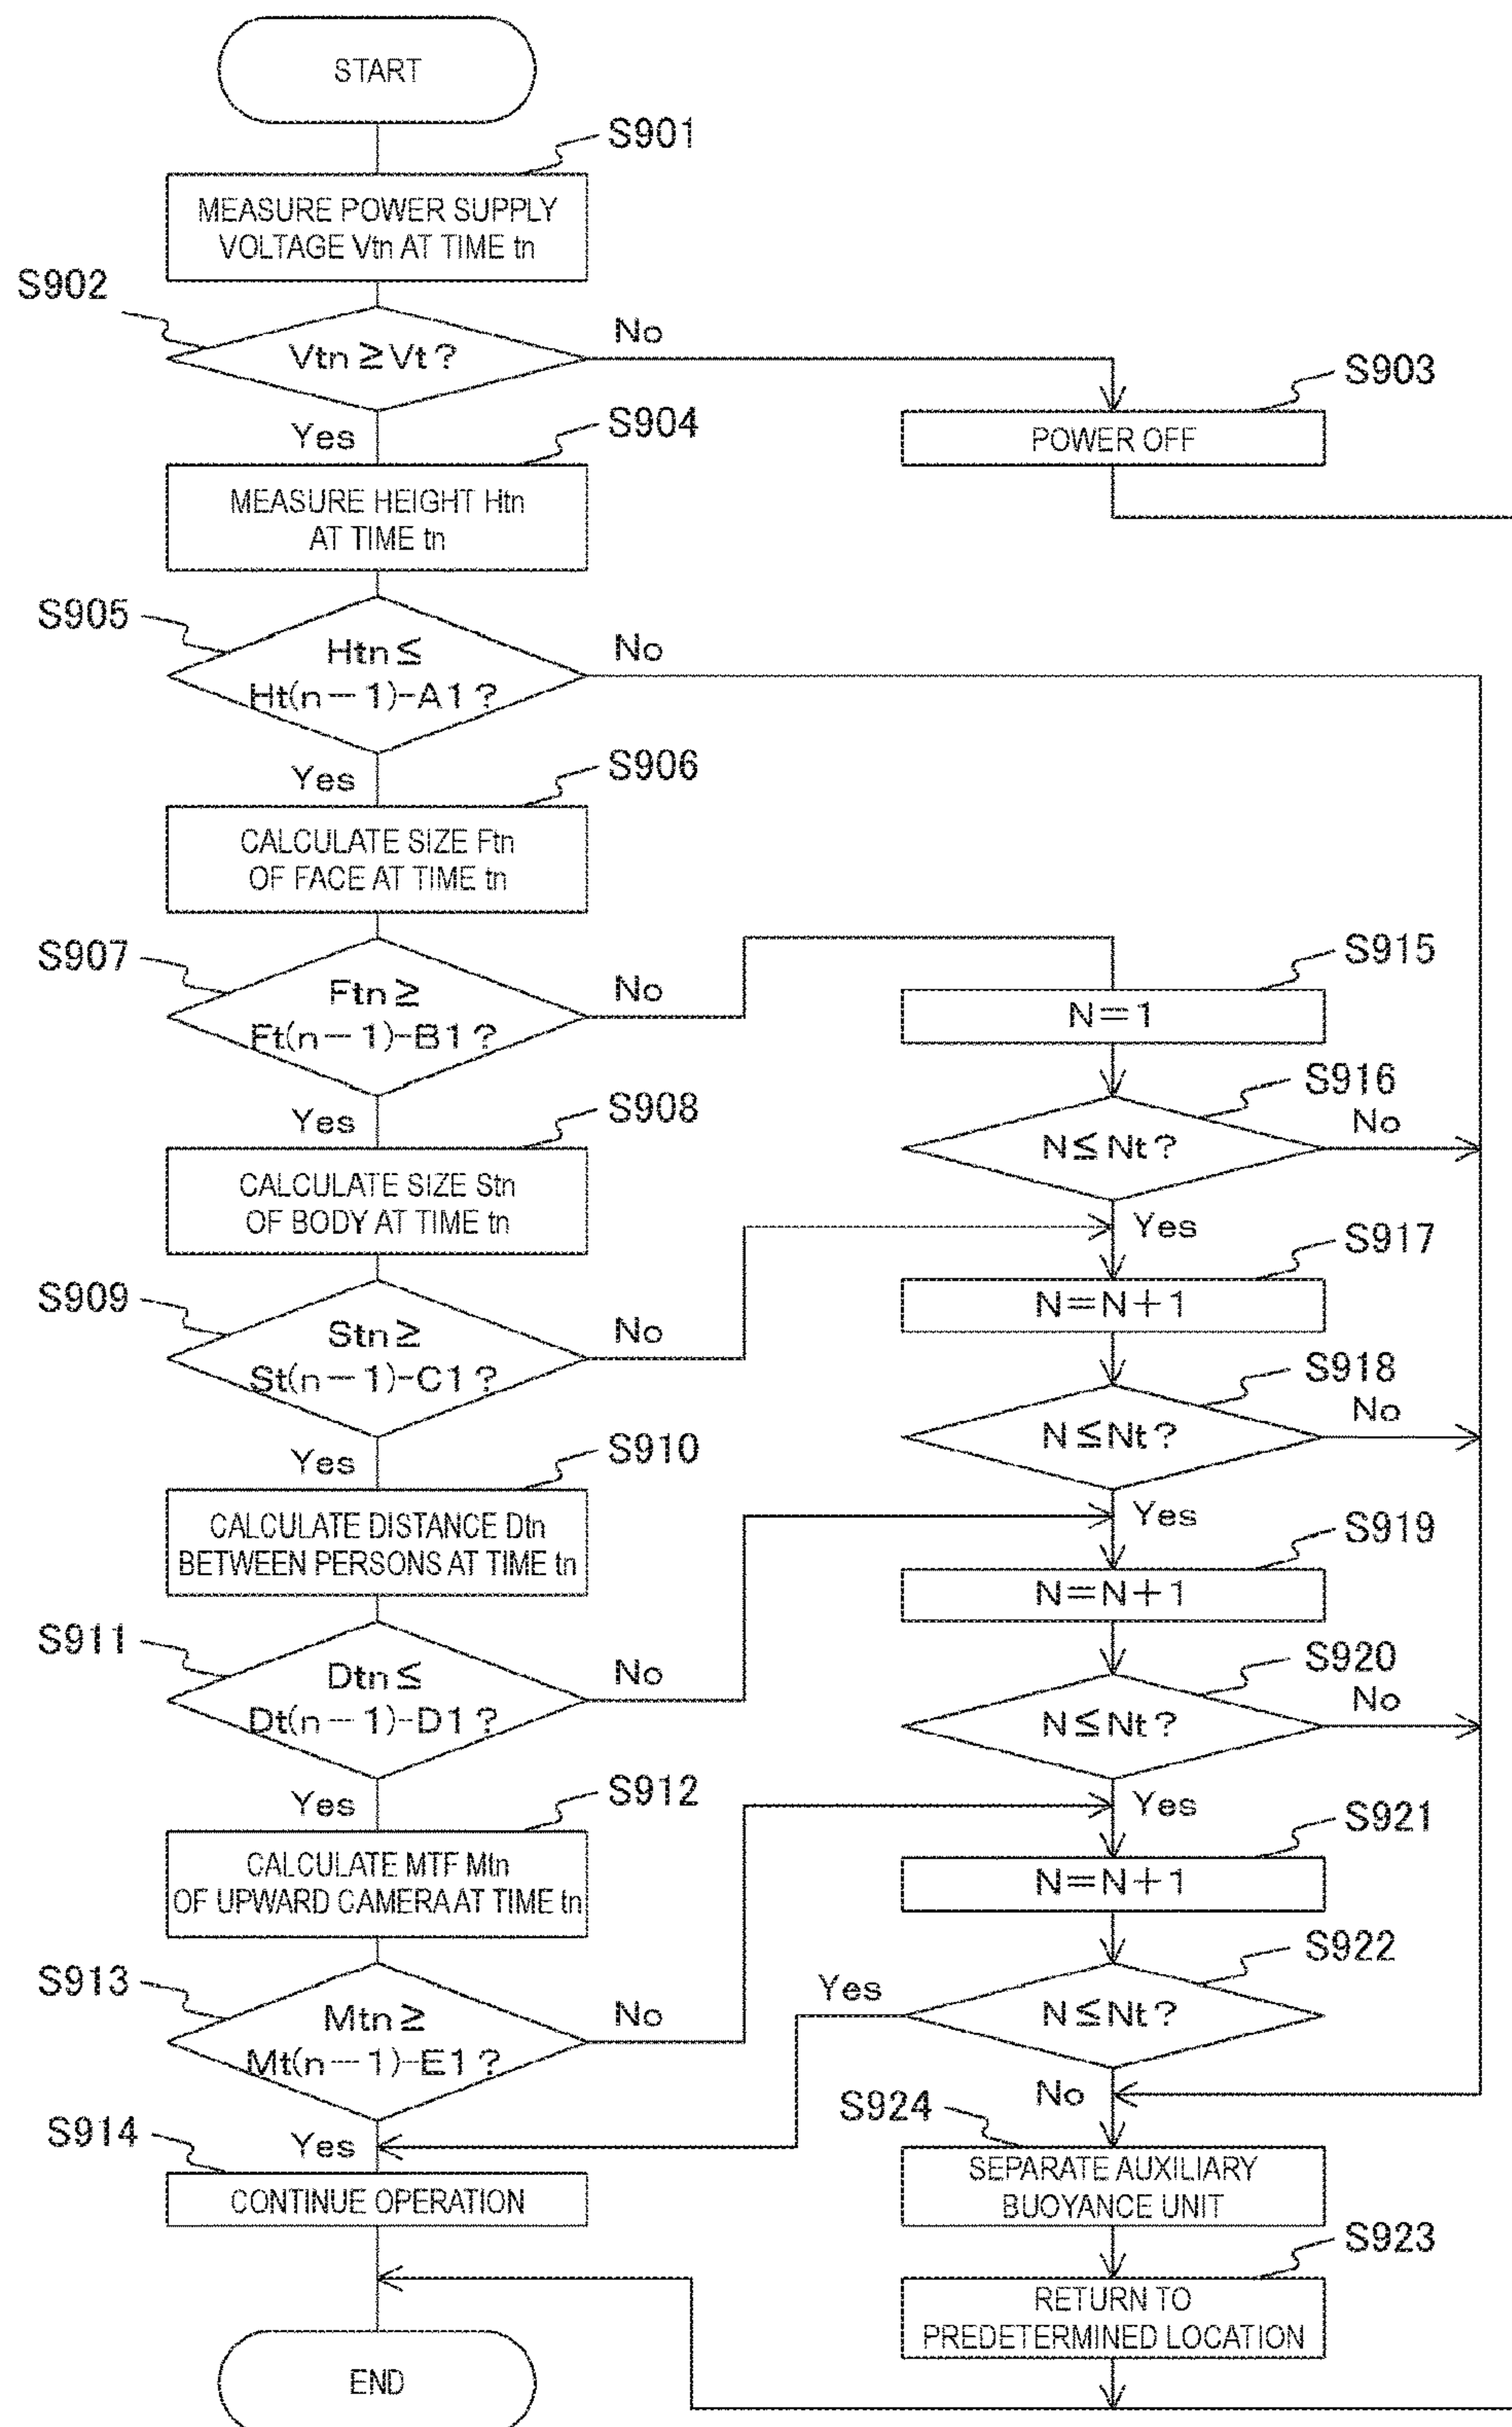 START
S901
MEASURE POWER SUPPLY
VOLTAGE Vtn AT TIME tn
S902
Vtn ≧ Vt ?
No
Yes
S903
POWER OFF
S904
MEASURE HEIGHT Htn
AT TIME tn
S905
Htn ≦
Ht(n−1)-A1 ?
No
Yes
S906
CALCULATE SIZE Ftn
OF FACE AT TIME tn
S907
Ftn ≧
Ft(n−1)-B1 ?
No
Yes
S915
N=1
S916
N≦Nt ?
No
Yes
S908
CALCULATE SIZE Stn
OF BODY AT TIME tn
S917
N=N+1
S909
Stn ≧
St(n−1)-C1 ?
No
Yes
S918
N≦Nt ?
No
Yes
S910
CALCULATE DISTANCE Dtn
BETWEEN PERSONS AT TIME tn
S919
N=N+1
S911
Dtn ≦
Dt(n−1)-D1 ?
No
Yes
S920
N≦Nt ?
No
Yes
S912
CALCULATE MTF Mtn
OF UPWARD CAMERA AT TIME tn
S921
N=N+1
S913
Mtn ≧
Mt(n−1)-E1 ?
No
Yes
S922
N≦Nt ?
Yes
No
S914
CONTINUE OPERATION
S924
SEPARATE AUXILIARY
BUOYANCE UNIT
S923
RETURN TO
PREDETERMINED LOCATION
END